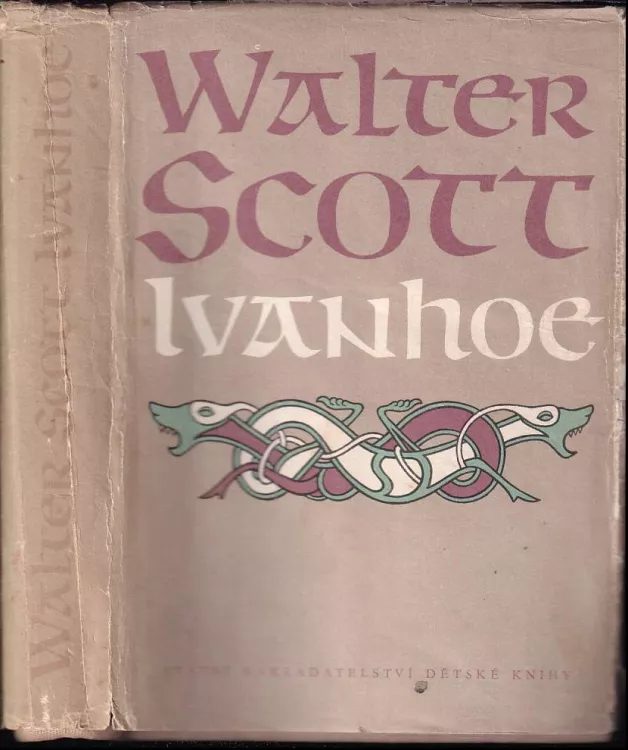 WALTER
SCOTT
IVANhOE
STÁTNÍ NAKLADATELSTVÍ DĚTSKÉ KNIHY
WALTER SCOTT IVANhOE